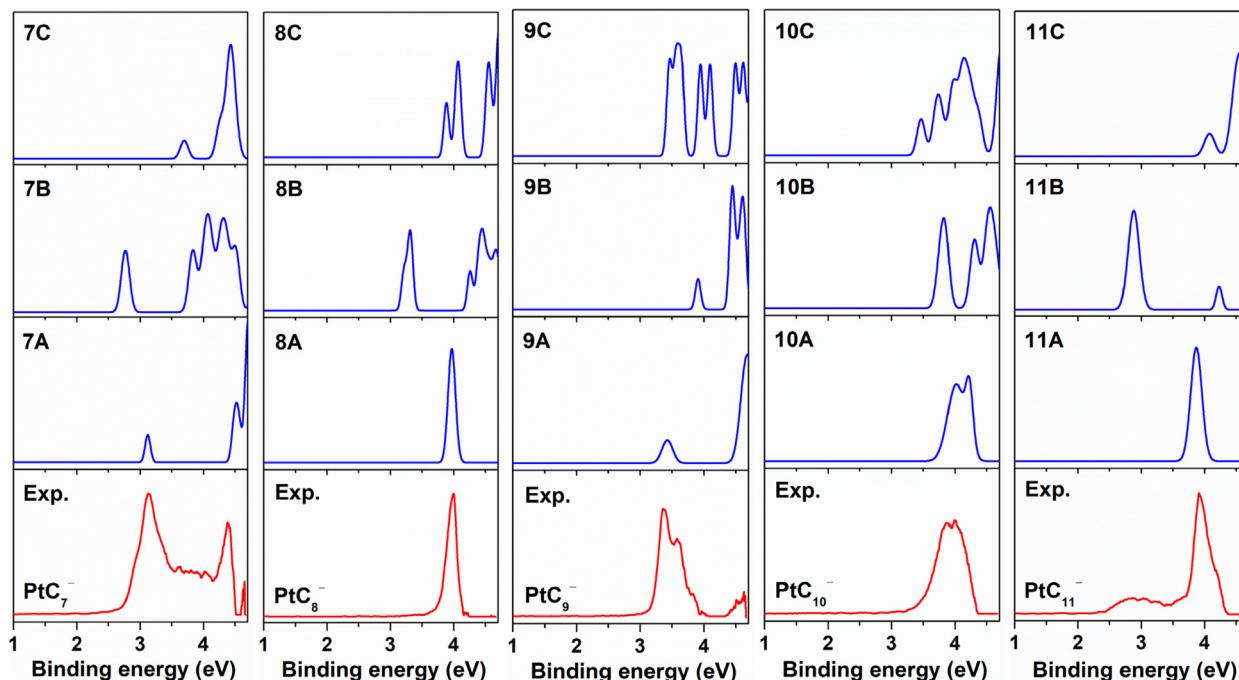 7C 8C 9C 10C 11C
7B 8B 9B 10B 11B
7A 8A 9A 10A 11A
Exp. Exp. Exp. Exp. Exp.
PtC₇⁻ PtC₈⁻ PtC₉⁻ PtC₁₀⁻ PtC₁₁⁻
1 2 3 4 1 2 3 4 1 2 3 4 1 2 3 4 1 2 3 4
Binding energy (eV) Binding energy (eV) Binding energy (eV) Binding energy (eV) Binding energy (eV)